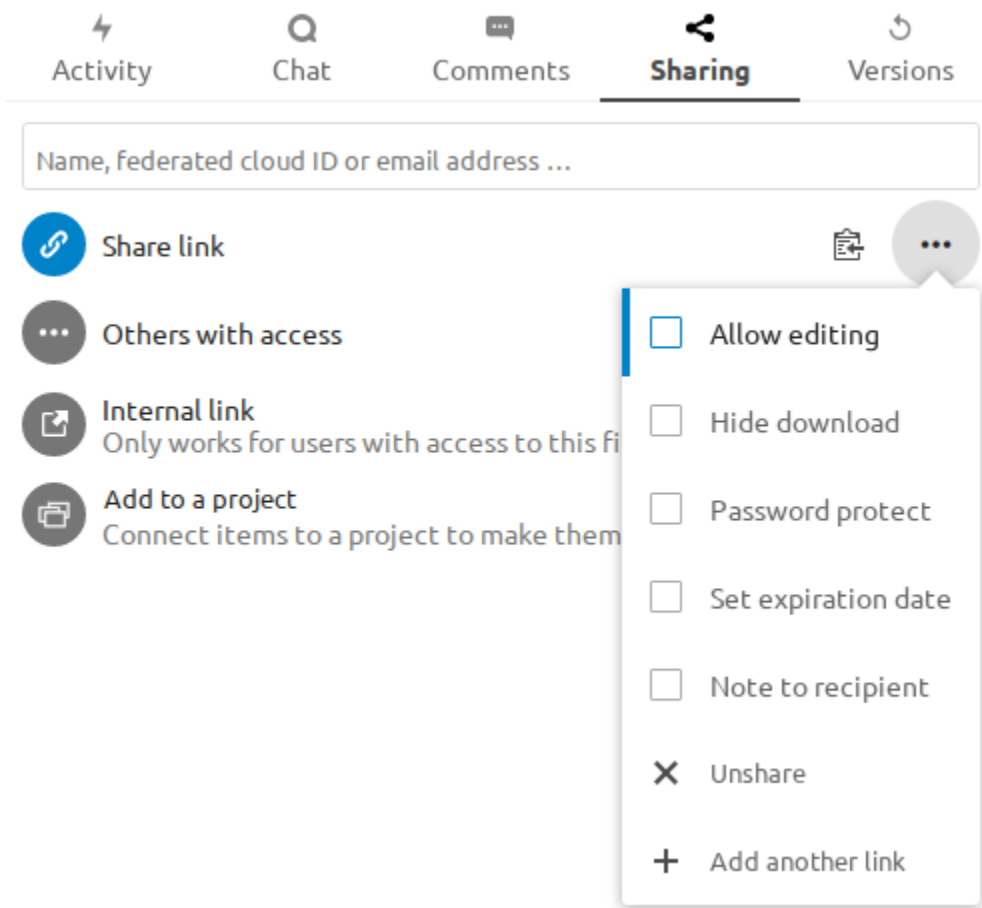 Activity
Chat
Comments
Sharing
Versions
Name, federated cloud ID or email address …
Share link
Others with access
Internal link
Only works for users with access to this fi
Add to a project
Connect items to a project to make them
Allow editing
Hide download
Password protect
Set expiration date
Note to recipient
Unshare
Add another link